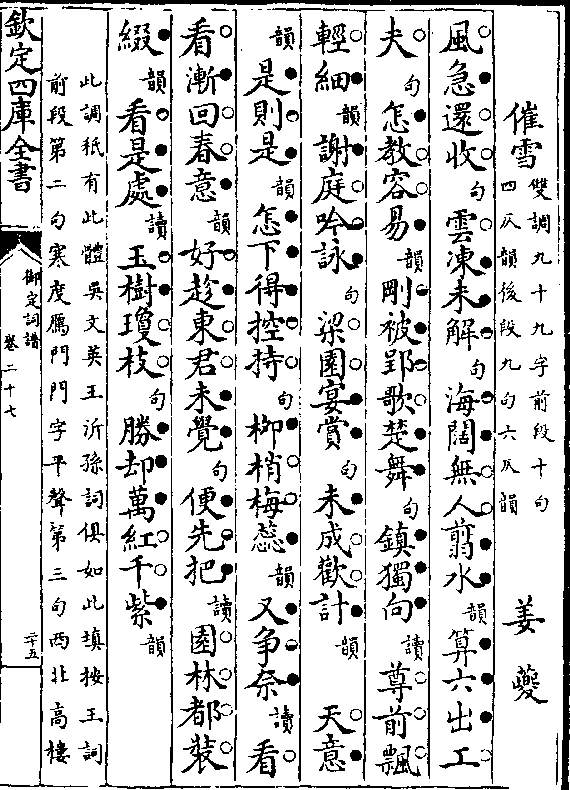 催雪 雙調九十九字前段十句
四仄韻後段九句六仄韻 姜夔
風急還收句雲凍未解句海闊無人翦水韻算六出工
夫句怎教容易韻剛被郢歌楚舞句鎮獨向讀尊前飄
輕細韻謝庭吟詠句梁園宴賞句未成歡計韻 天意
韻是則是韻怎下得控持句栁梢梅蕊韻又爭奈讀看
看漸回春意韻好趁東君未覺句便先把讀園林都裝
綴韻看是處讀玉樹瓊枝句勝却萬紅千紫韻
此調祗有此體吳文英王沂孫詞俱如此填按王詞
前段第二句寒度鴈門門字平聲第三句西北高樓
欽定四庫全書
御定詞譜
卷二十七
二十五